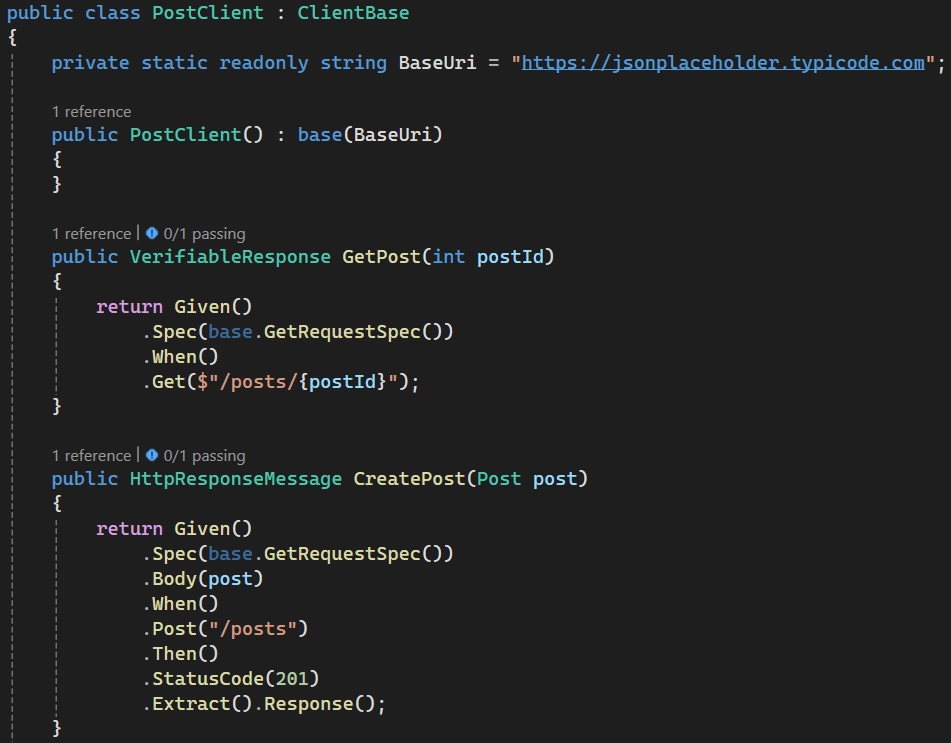 public class PostClient : ClientBase
{
    private static readonly string BaseUri = "https://jsonplaceholder.typicode.com";

    1 reference
    public PostClient() : base(BaseUri)
    {
    }

    1 reference | 0/1 passing
    public VerifiableResponse GetPost(int postId)
    {
        return Given()
            .Spec(base.GetRequestSpec())
            .When()
            .Get($"/posts/{postId}");
    }

    1 reference | 0/1 passing
    public HttpResponseMessage CreatePost(Post post)
    {
        return Given()
            .Spec(base.GetRequestSpec())
            .Body(post)
            .When()
            .Post("/posts")
            .Then()
            .StatusCode(201)
            .Extract().Response();
    }